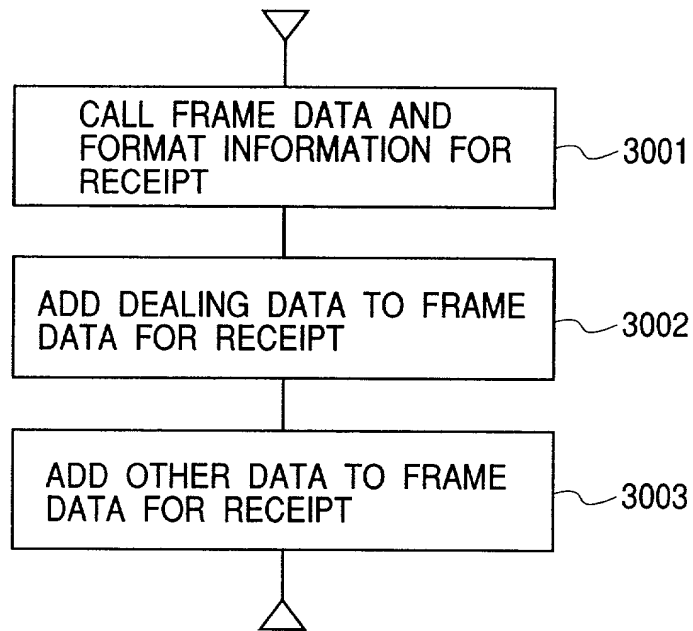 CALL FRAME DATA AND
FORMAT INFORMATION FOR
RECEIPT
3001
ADD DEALING DATA TO FRAME
DATA FOR RECEIPT
3002
ADD OTHER DATA TO FRAME
DATA FOR RECEIPT
3003